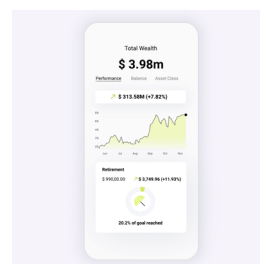 Total Wealth
$ 3.98m
Performance Balance Asset Class
$ 313.58M (+7.82%)
Jun Jul Aug Sep Oct Nov
Retirement
$ 990,00.00 $ 3,749.96 (+11.93%)
20.2% of goal reached